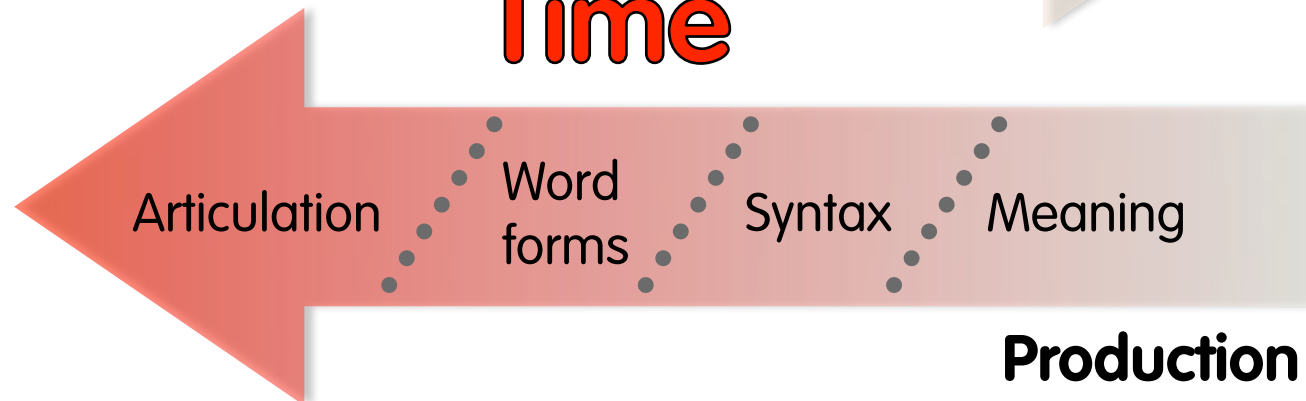 Time
Articulation
Word
forms
Syntax
Meaning
Production